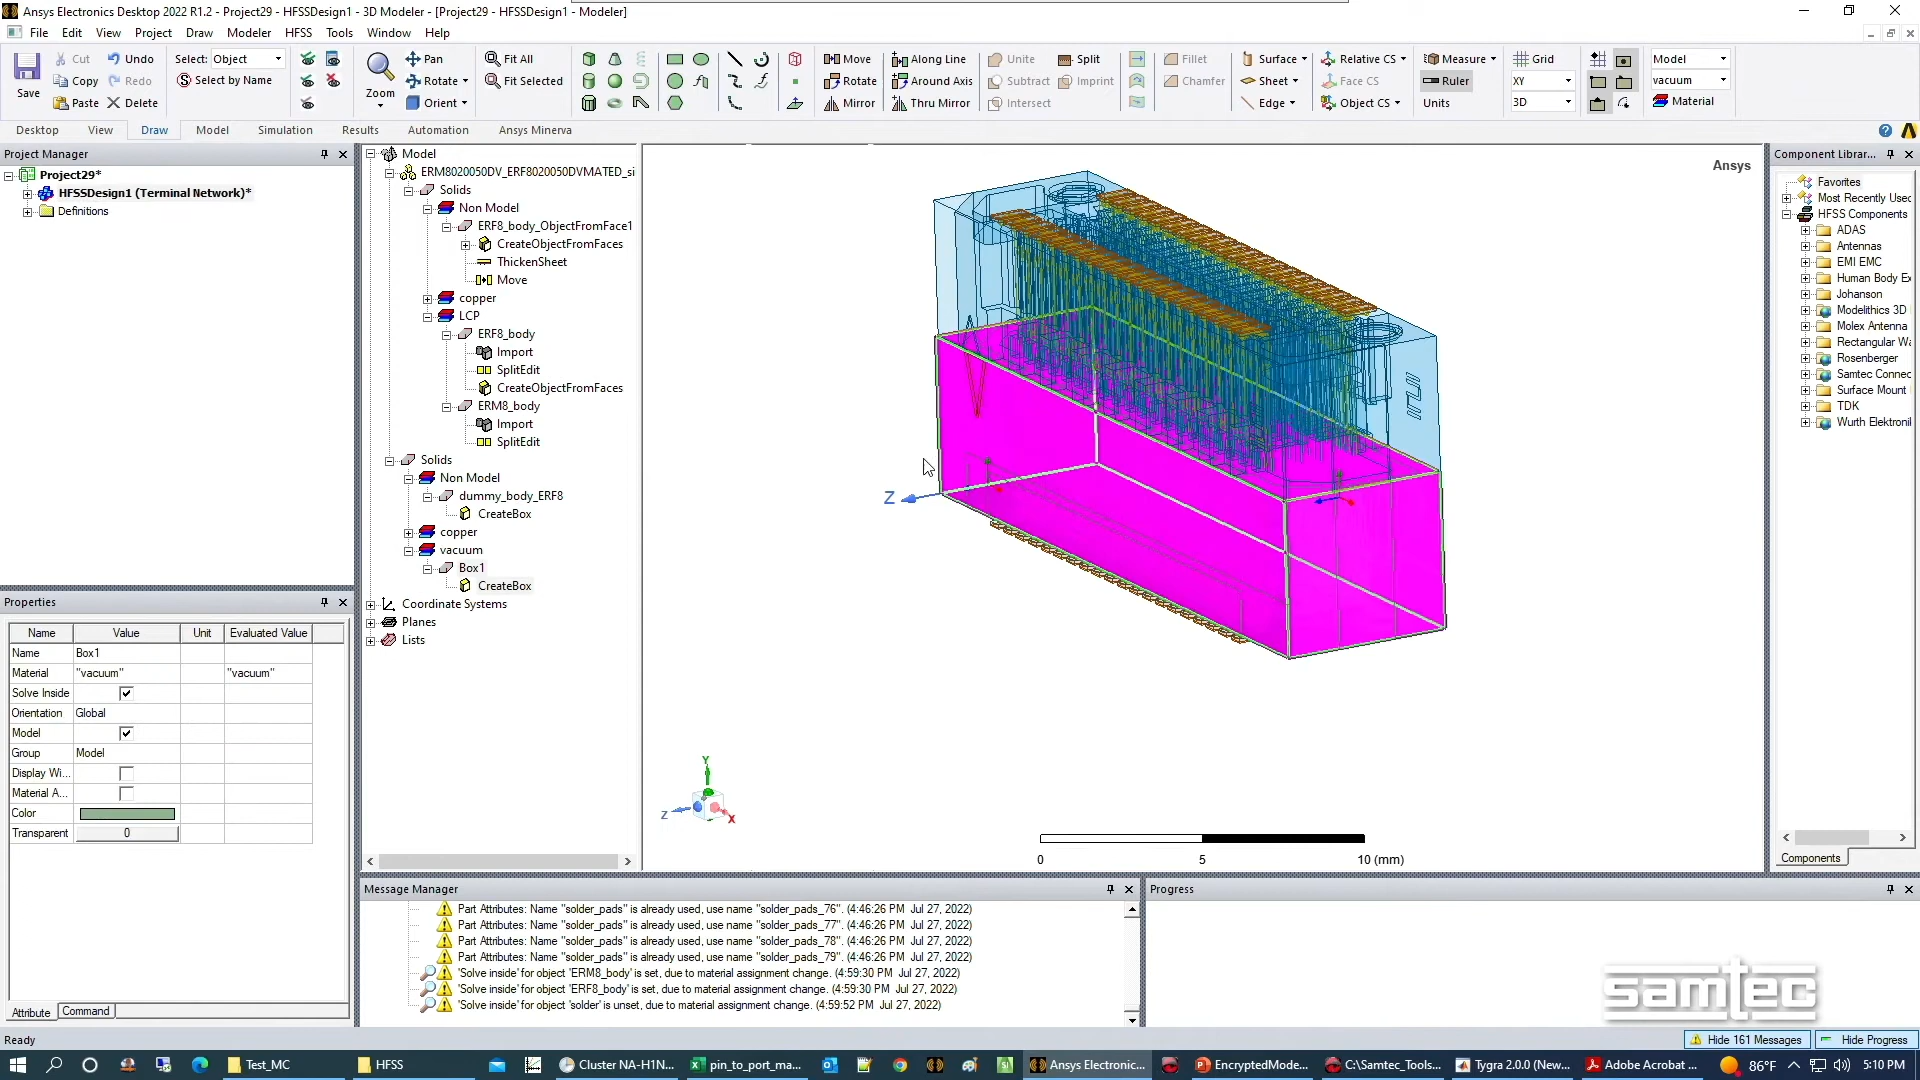 Ansys Electronics Desktop 2022 R1.2 - Project29 - HFSSDesign1 - 3D Modeler - [Project29 - HFSSDesign1 - Modeler]
File Edit View Project Draw Modeler HFSS Tools Window Help
Save Cut Copy Paste Undo Redo Delete
Select: Object
Select by Name
Zoom Pan Rotate Orient
Fit All
Fit Selected
Move Rotate Mirror
Along Line
Around Axis
Thru Mirror
Unite Subtract Intersect
Split Imprint
Fillet Chamfer
Surface Sheet Edge
Relative CS
Face CS
Object CS
Measure Ruler Units
Grid XY 3D
Model vacuum Material
Desktop View Draw Model Simulation Results Automation Ansys Minerva
Project Manager
Project29*
HFSSDesign1 (Terminal Network)*
Definitions
Properties
Name Value Unit Evaluated Value
Name Box1
Material "vacuum" "vacuum"
Solve Inside
Orientation Global
Model
Group Model
Display Wi...
Material A...
Color
Transparent 0
Attribute Command
Model
ERM8020050DV_ERF8020050DVMATED_si
Solids
Non Model
ERF8_body_ObjectFromFace1
CreateObjectFromFaces
ThickenSheet
Move
copper
LCP
ERF8_body
Import
SplitEdit
CreateObjectFromFaces
ERM8_body
Import
SplitEdit
Solids
Non Model
dummy_body_ERF8
CreateBox
copper
vacuum
Box1
CreateBox
Coordinate Systems
Planes
Lists
Ansys
Z
Y
Z
X
0 5 10 (mm)
Component Librar...
Favorites
Most Recently Used
HFSS Components
ADAS
Antennas
EMI EMC
Human Body Ex
Johanson
Modelithics 3D
Molex Antenna
Rectangular Wa
Rosenberger
Samtec Connec
Surface Mount
TDK
Wurth Elektronil
Components
Message Manager
Part Attributes: Name "solder_pads" is already used, use name "solder_pads_76". (4:46:26 PM Jul 27, 2022)
Part Attributes: Name "solder_pads" is already used, use name "solder_pads_77". (4:46:26 PM Jul 27, 2022)
Part Attributes: Name "solder_pads" is already used, use name "solder_pads_78". (4:46:26 PM Jul 27, 2022)
Part Attributes: Name "solder_pads" is already used, use name "solder_pads_79". (4:46:26 PM Jul 27, 2022)
'Solve inside' for object 'ERM8_body' is set, due to material assignment change. (4:59:30 PM Jul 27, 2022)
'Solve inside' for object 'ERF8_body' is set, due to material assignment change. (4:59:30 PM Jul 27, 2022)
'Solve inside' for object 'solder' is unset, due to material assignment change. (4:59:52 PM Jul 27, 2022)
Progress
samtec
Ready
Hide 161 Messages Hide Progress
Test_MC HFSS Cluster NA-H1N... pin_to_port_ma... Ansys Electronic... EncryptedMode... C:\Samtec_Tools... Tygra 2.0.0 (New... Adobe Acrobat ... 86°F 5:10 PM